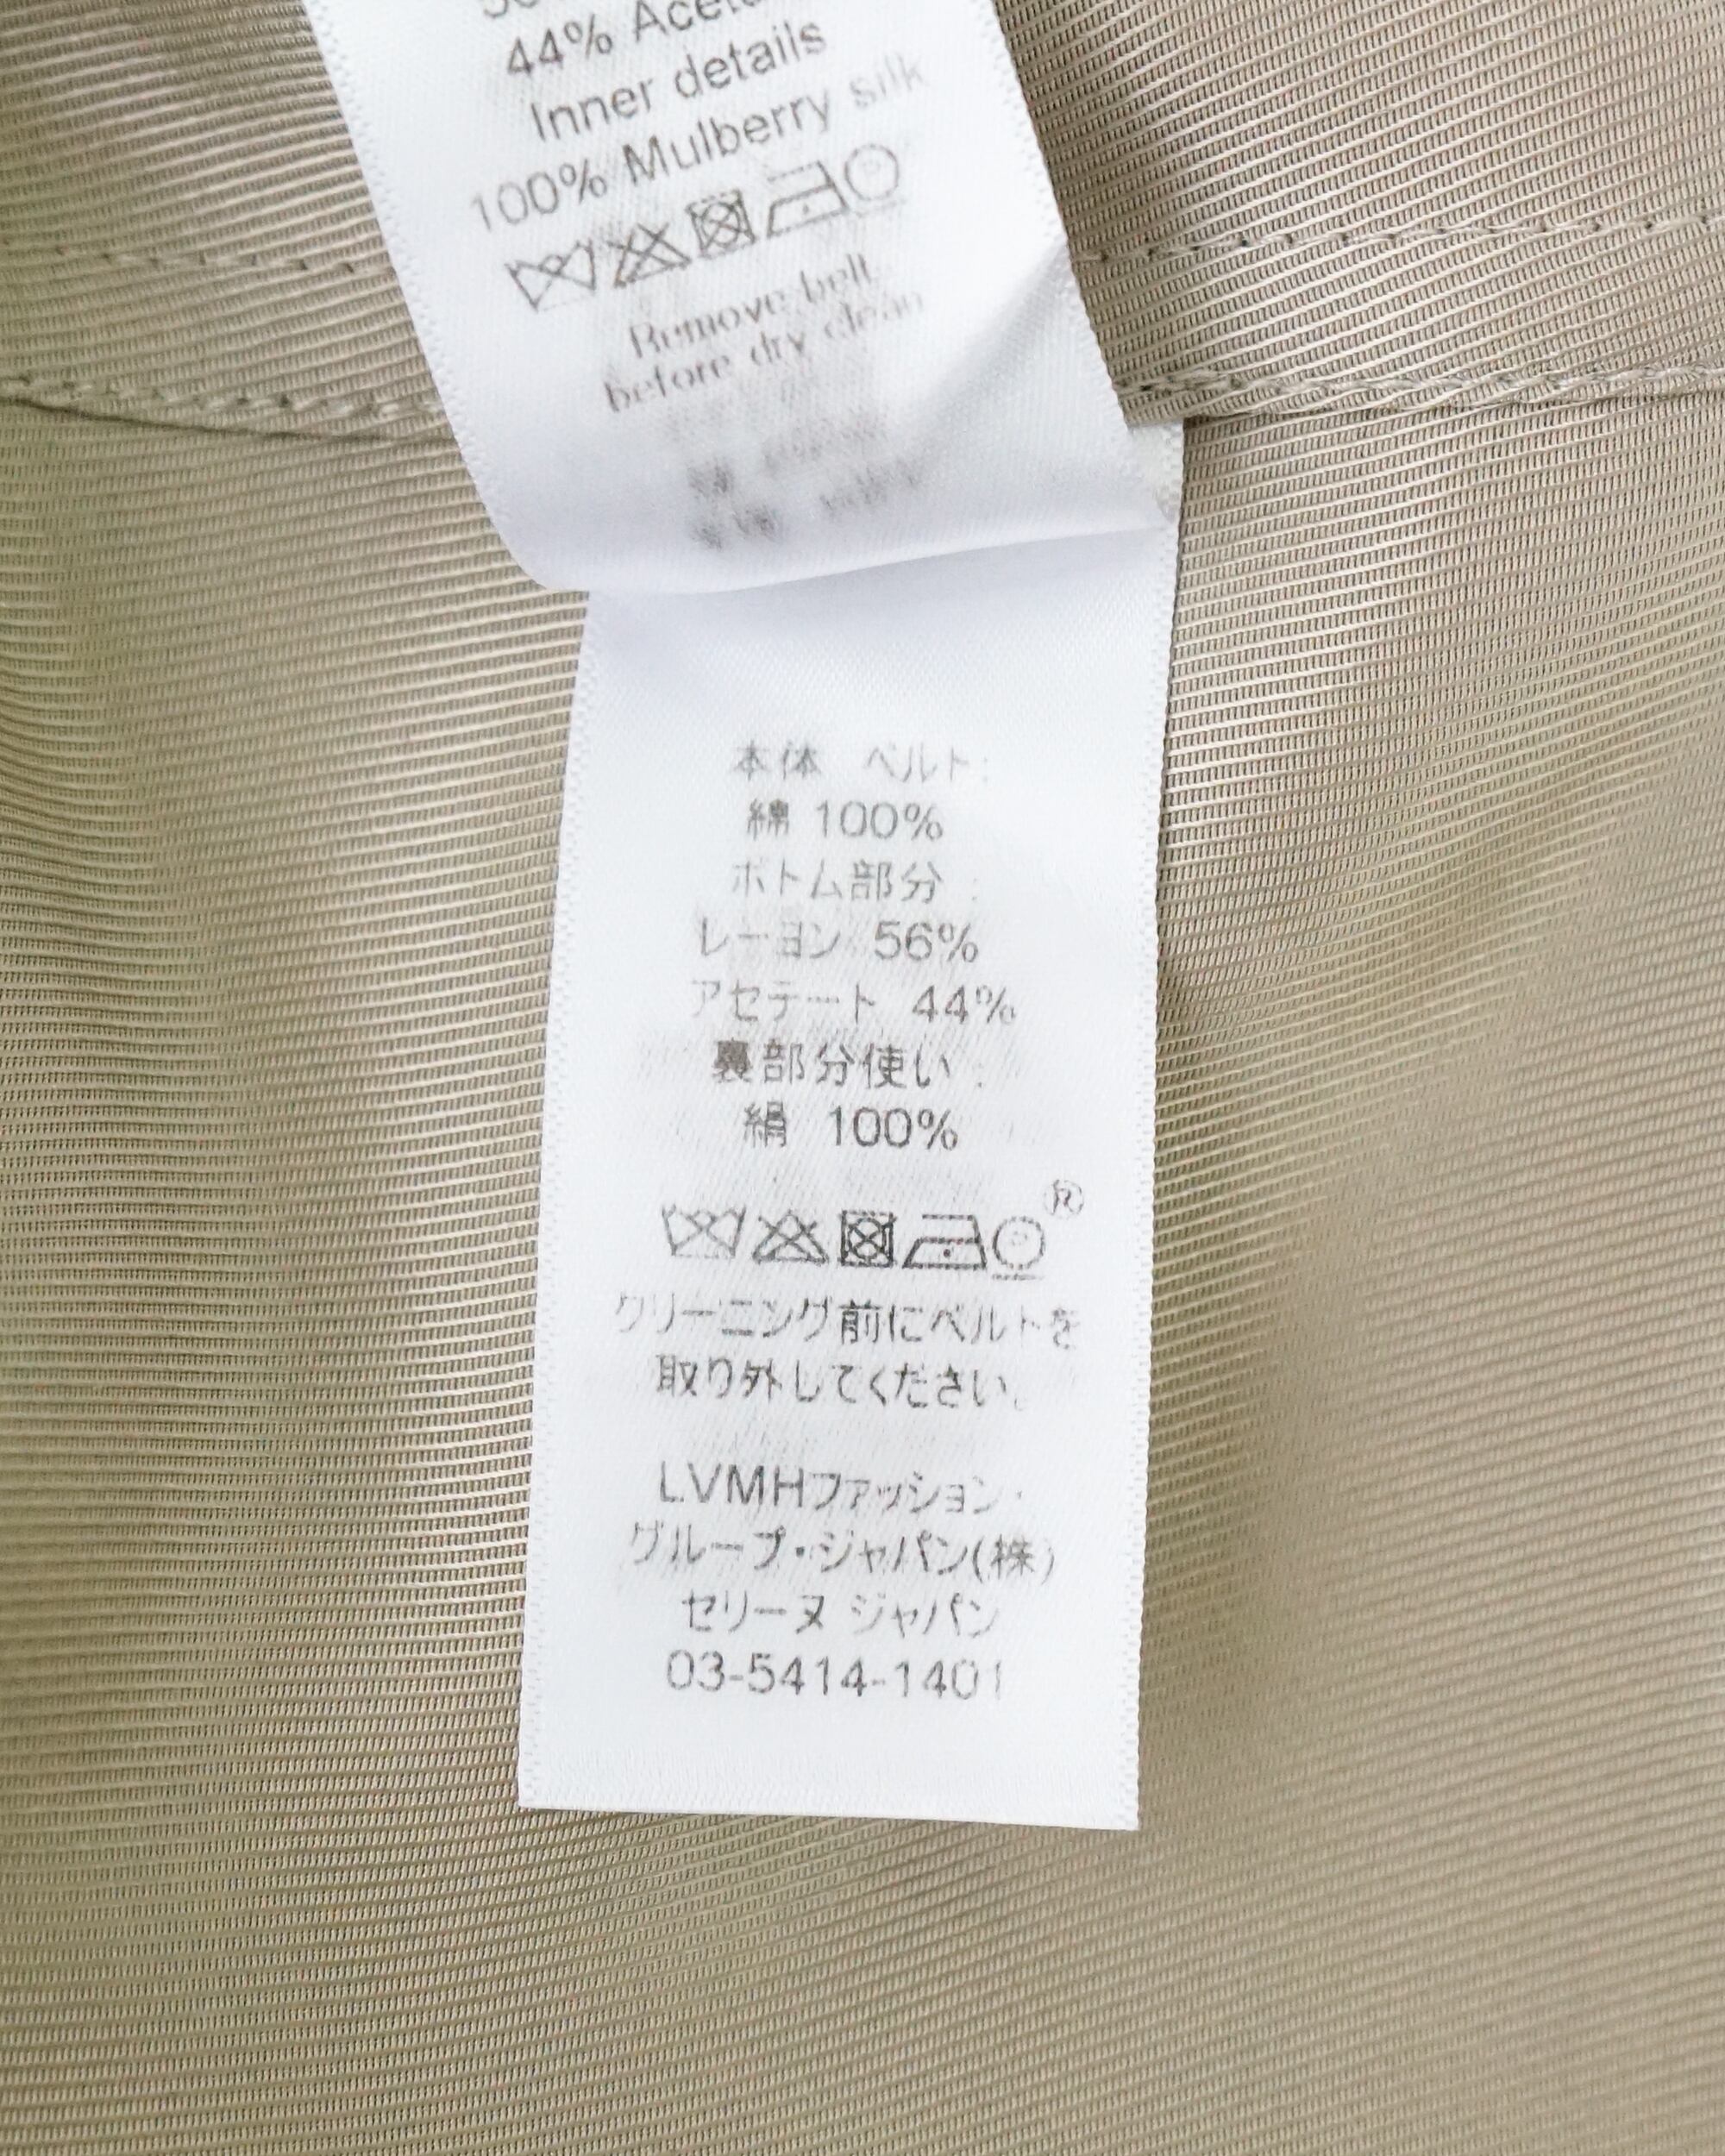 44%
Inner details
100% Mulberry silk
Remove belt
before dry clean
本体 ベルト:
綿 100%
ボトム部分 :
レーヨン 56%
アセテート 44%
裏部分使い :
絹 100%
クリーニング前にベルトを
取り外してください。
LVMHファッション・
グループ・ジャパン(株)
セリーヌ ジャパン
03-5414-1401